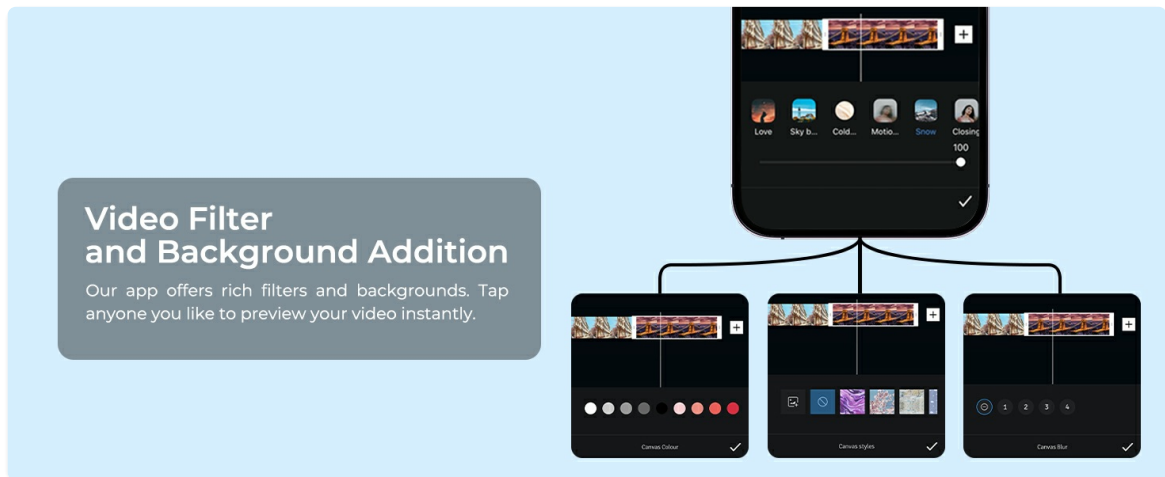 Video Filter
and Background Addition
Our app offers rich filters and backgrounds. Tap
anyone you like to preview your video instantly.
Love Sky b... Cold... Motio... Snow Closing
100
Canvas Colour
Canvas styles
1 2 3 4
Canvas Blur